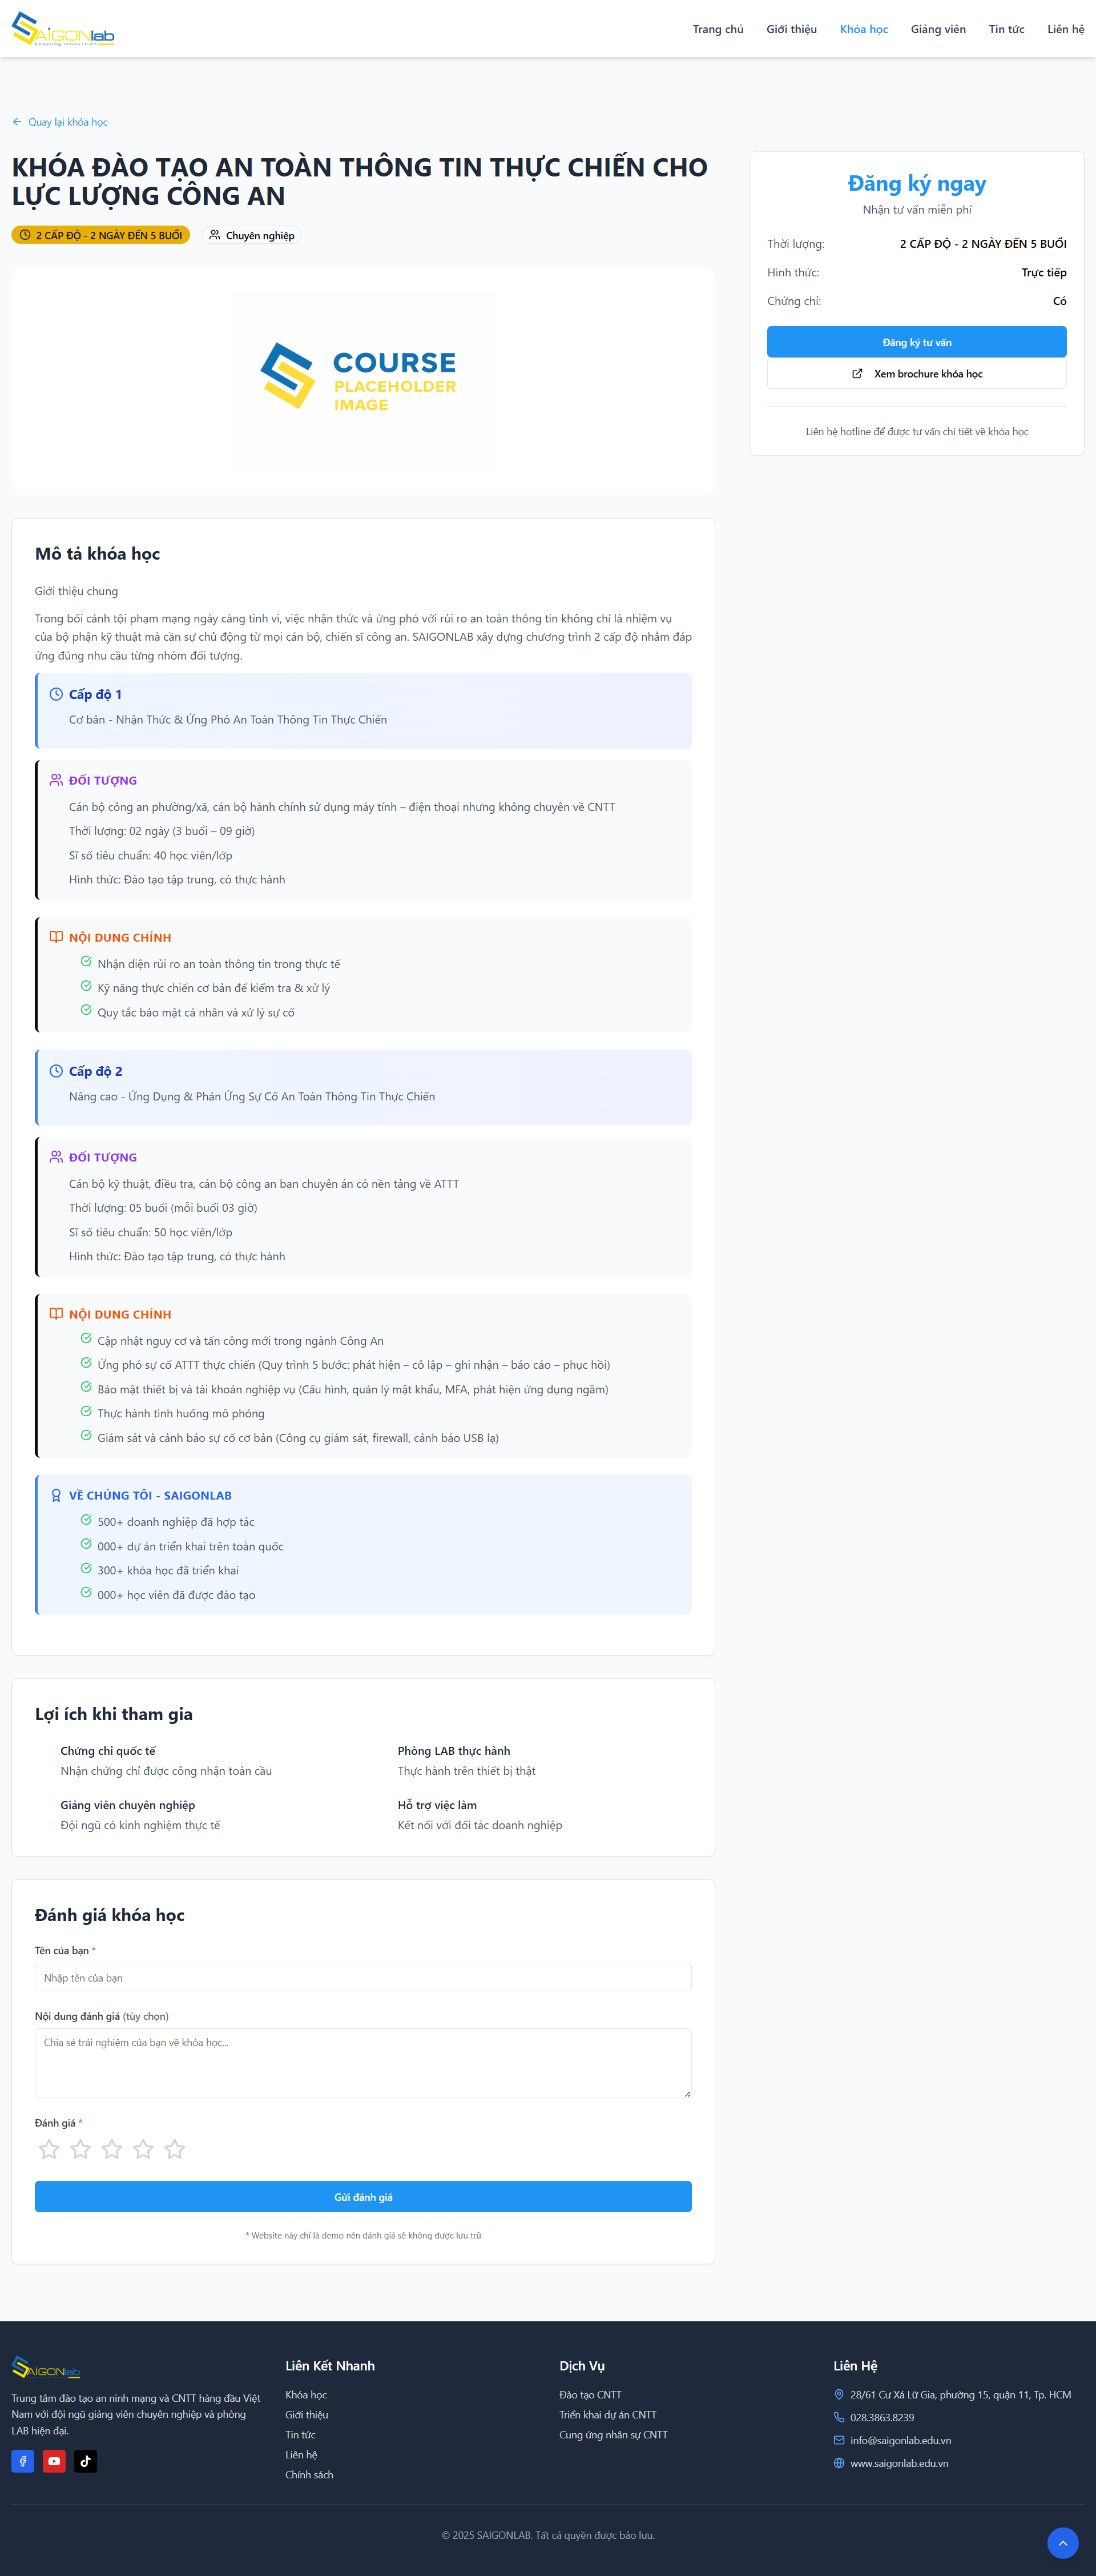 SAIGONlab
Adapting Innovation
Trang chủ
Giới thiệu
Khóa học
Giảng viên
Tin tức
Liên hệ
Quay lại khóa học
KHÓA ĐÀO TẠO AN TOÀN THÔNG TIN THỰC CHIẾN CHO
LỰC LƯỢNG CÔNG AN
2 CẤP ĐỘ - 2 NGÀY ĐẾN 5 BUỔI
Chuyên nghiệp
COURSE
PLACEHOLDER
IMAGE
Đăng ký ngay
Nhận tư vấn miễn phí
Thời lượng: 2 CẤP ĐỘ - 2 NGÀY ĐẾN 5 BUỔI
Hình thức: Trực tiếp
Chứng chỉ: Có
Đăng ký tư vấn
Xem brochure khóa học
Liên hệ hotline để được tư vấn chi tiết về khóa học
Mô tả khóa học
Giới thiệu chung
Trong bối cảnh tội phạm mạng ngày càng tinh vi, việc nhận thức và ứng phó với rủi ro an toàn thông tin không chỉ là nhiệm vụ
của bộ phận kỹ thuật mà cần sự chủ động từ mọi cán bộ, chiến sĩ công an. SAIGONLAB xây dựng chương trình 2 cấp độ nhằm đáp
ứng đúng nhu cầu từng nhóm đối tượng.
Cấp độ 1
Cơ bản - Nhận Thức & Ứng Phó An Toàn Thông Tin Thực Chiến
ĐỐI TƯỢNG
Cán bộ công an phường/xã, cán bộ hành chính sử dụng máy tính – điện thoại nhưng không chuyên về CNTT
Thời lượng: 02 ngày (3 buổi – 09 giờ)
Sĩ số tiêu chuẩn: 40 học viên/lớp
Hình thức: Đào tạo tập trung, có thực hành
NỘI DUNG CHÍNH
Nhận diện rủi ro an toàn thông tin trong thực tế
Kỹ năng thực chiến cơ bản để kiểm tra & xử lý
Quy tắc bảo mật cá nhân và xử lý sự cố
Cấp độ 2
Nâng cao - Ứng Dụng & Phản Ứng Sự Cố An Toàn Thông Tin Thực Chiến
ĐỐI TƯỢNG
Cán bộ kỹ thuật, điều tra, cán bộ công an ban chuyên án có nền tảng về ATTT
Thời lượng: 05 buổi (mỗi buổi 03 giờ)
Sĩ số tiêu chuẩn: 50 học viên/lớp
Hình thức: Đào tạo tập trung, có thực hành
NỘI DUNG CHÍNH
Cập nhật nguy cơ và tấn công mới trong ngành Công An
Ứng phó sự cố ATTT thực chiến (Quy trình 5 bước: phát hiện – cô lập – ghi nhận – báo cáo – phục hồi)
Bảo mật thiết bị và tài khoản nghiệp vụ (Cấu hình, quản lý mật khẩu, MFA, phát hiện ứng dụng ngầm)
Thực hành tình huống mô phỏng
Giám sát và cảnh báo sự cố cơ bản (Công cụ giám sát, firewall, cảnh báo USB lạ)
VỀ CHÚNG TÔI - SAIGONLAB
500+ doanh nghiệp đã hợp tác
000+ dự án triển khai trên toàn quốc
300+ khóa học đã triển khai
000+ học viên đã được đào tạo
Lợi ích khi tham gia
Chứng chỉ quốc tế
Nhận chứng chỉ được công nhận toàn cầu
Phòng LAB thực hành
Thực hành trên thiết bị thật
Giảng viên chuyên nghiệp
Đội ngũ có kinh nghiệm thực tế
Hỗ trợ việc làm
Kết nối với đối tác doanh nghiệp
Đánh giá khóa học
Tên của bạn *
Nhập tên của bạn
Nội dung đánh giá (tùy chọn)
Chia sẻ trải nghiệm của bạn về khóa học...
Đánh giá *
Gửi đánh giá
* Website này chỉ là demo nên đánh giá sẽ không được lưu trữ
SAIGONlab
Trung tâm đào tạo an ninh mạng và CNTT hàng đầu Việt
Nam với đội ngũ giảng viên chuyên nghiệp và phòng
LAB hiện đại.
Liên Kết Nhanh
Khóa học
Giới thiệu
Tin tức
Liên hệ
Chính sách
Dịch Vụ
Đào tạo CNTT
Triển khai dự án CNTT
Cung ứng nhân sự CNTT
Liên Hệ
28/61 Cư Xá Lữ Gia, phường 15, quận 11, Tp. HCM
028.3863.8239
info@saigonlab.edu.vn
www.saigonlab.edu.vn
© 2025 SAIGONLAB. Tất cả quyền được bảo lưu.